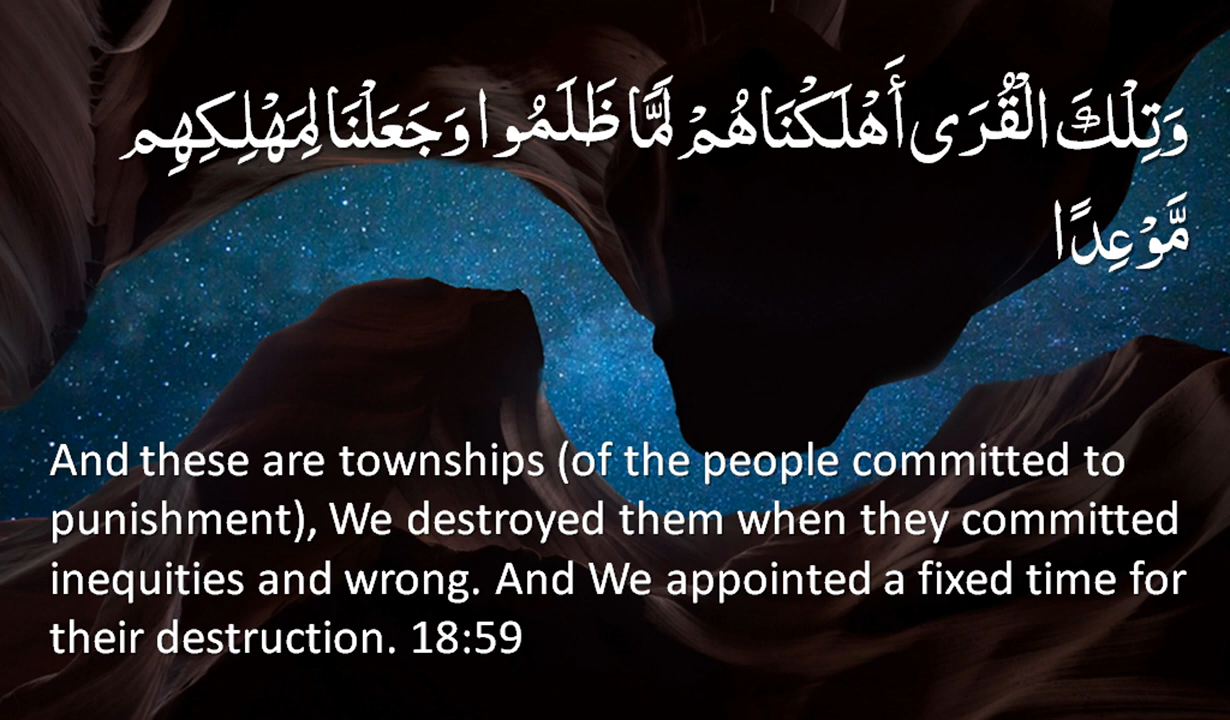 وَتِلْكَ الْقُرَى أَهْلَكْنَاهُمْ لَمَّا ظَلَمُوا وَجَعَلْنَا لِمَهْلِكِهِم
مَّوْعِدًا
And these are townships (of the people committed to
punishment), We destroyed them when they committed
inequities and wrong. And We appointed a fixed time for
their destruction. 18:59